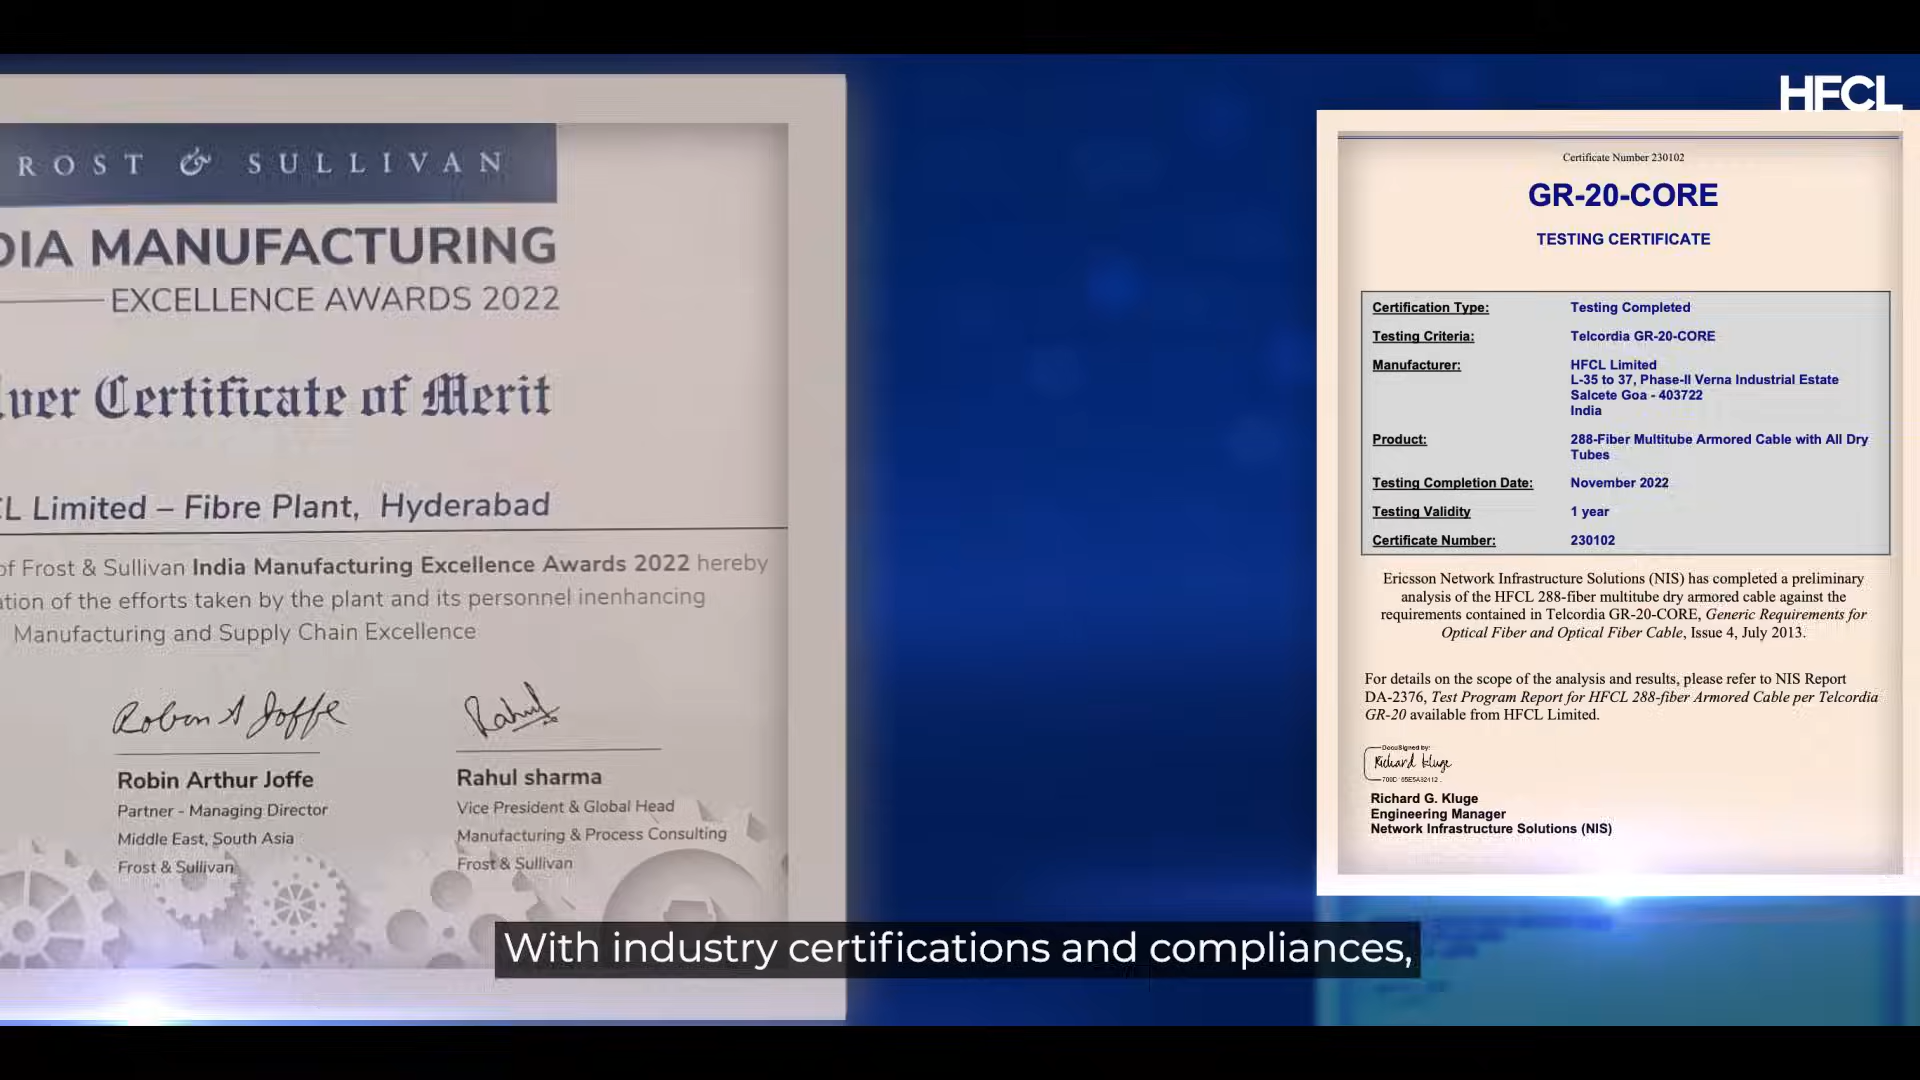 ROST & SULLIVAN
DIA MANUFACTURING
EXCELLENCE AWARDS 2022
lver Certificate of Merit
CL Limited – Fibre Plant, Hyderabad
of Frost & Sullivan India Manufacturing Excellence Awards 2022 hereby
ation of the efforts taken by the plant and its personnel inenhancing
Manufacturing and Supply Chain Excellence
Robin A Joffe
Rahul
Robin Arthur Joffe
Partner - Managing Director
Middle East, South Asia
Frost & Sullivan
Rahul sharma
Vice President & Global Head
Manufacturing & Process Consulting
Frost & Sullivan
HFCL
Certificate Number 230102
GR-20-CORE
TESTING CERTIFICATE
Certification Type: Testing Completed
Testing Criteria: Telcordia GR-20-CORE
Manufacturer: HFCL Limited
L-35 to 37, Phase-II Verna Industrial Estate
Salcete Goa - 403722
India
Product: 288-Fiber Multitube Armored Cable with All Dry
Tubes
Testing Completion Date: November 2022
Testing Validity 1 year
Certificate Number: 230102
Ericsson Network Infrastructure Solutions (NIS) has completed a preliminary
analysis of the HFCL 288-fiber multitube dry armored cable against the
requirements contained in Telcordia GR-20-CORE, Generic Requirements for
Optical Fiber and Optical Fiber Cable, Issue 4, July 2013.
For details on the scope of the analysis and results, please refer to NIS Report
DA-2376, Test Program Report for HFCL 288-fiber Armored Cable per Telcordia
GR-20 available from HFCL Limited.
DocuSigned by:
Richard Kluge
Richard G. Kluge
Engineering Manager
Network Infrastructure Solutions (NIS)
With industry certifications and compliances,